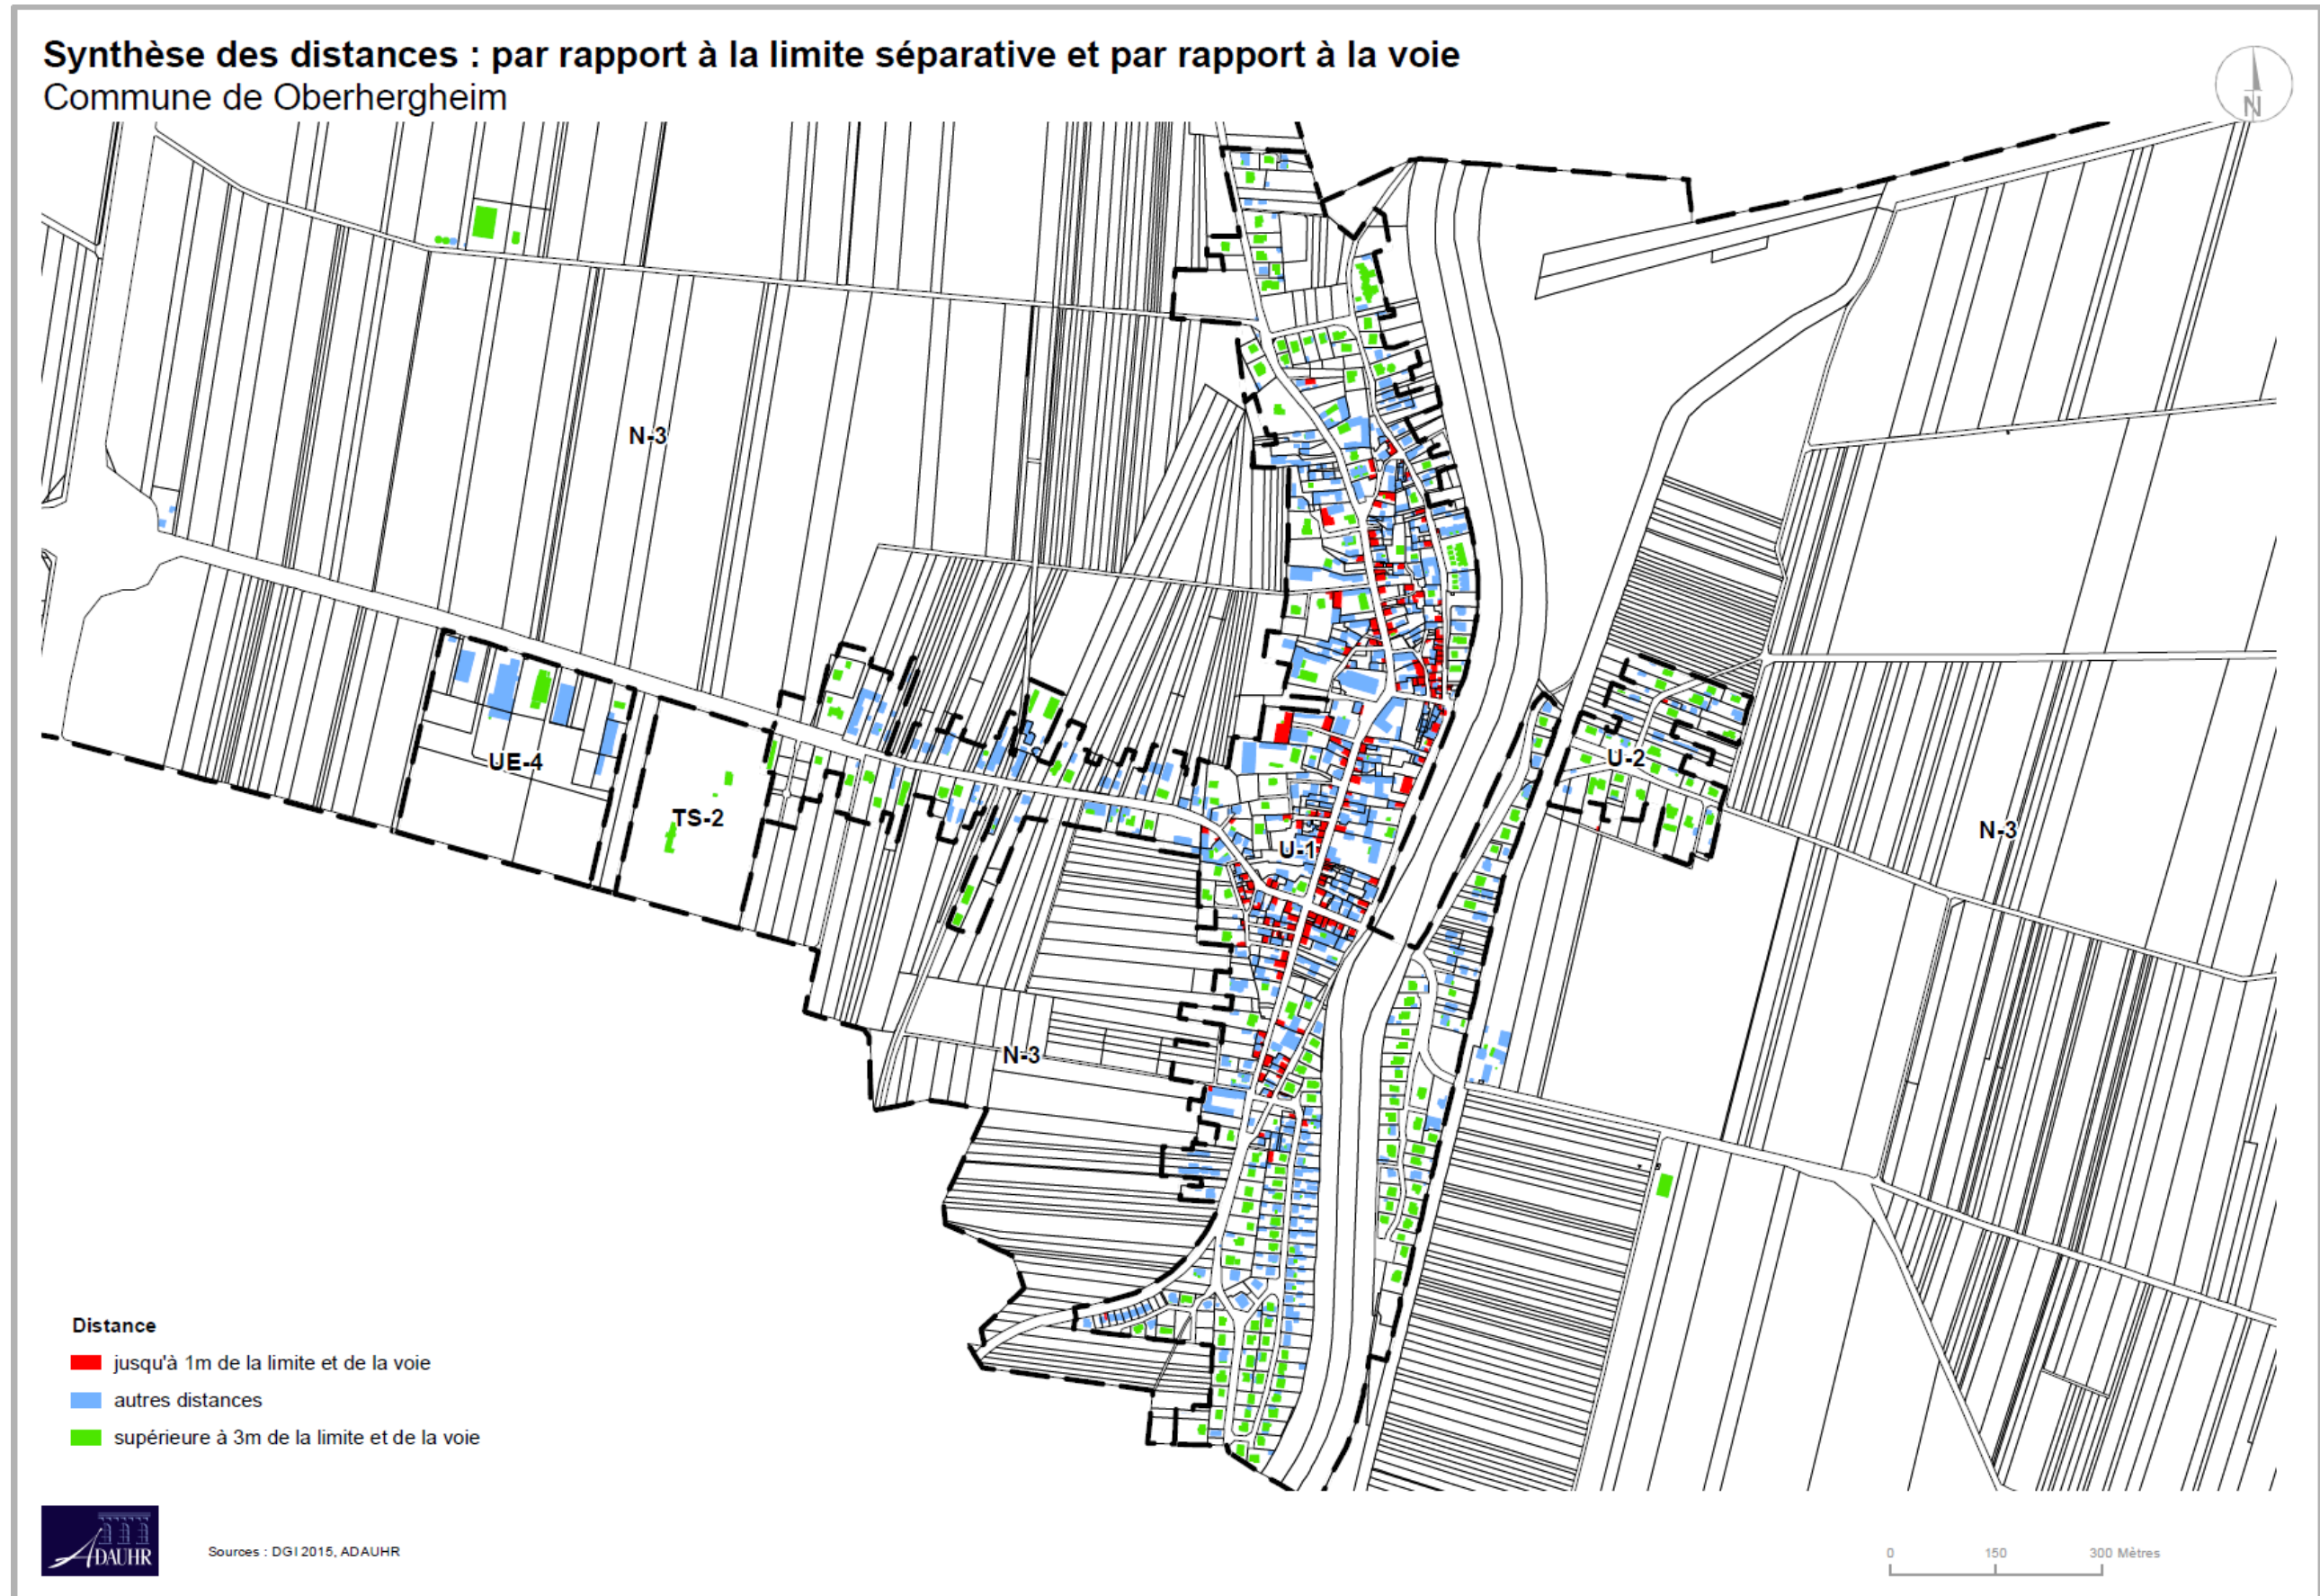 Synthèse des distances : par rapport à la limite séparative et par rapport à la voie
Commune de Oberhergheim
N
N-3
UE-4
TS-2
U-2
N-3
U-1
N-3
Distance
jusqu'à 1m de la limite et de la voie
autres distances
supérieure à 3m de la limite et de la voie
ADAUHR
Sources : DGI 2015, ADAUHR
0 150 300 Mètres